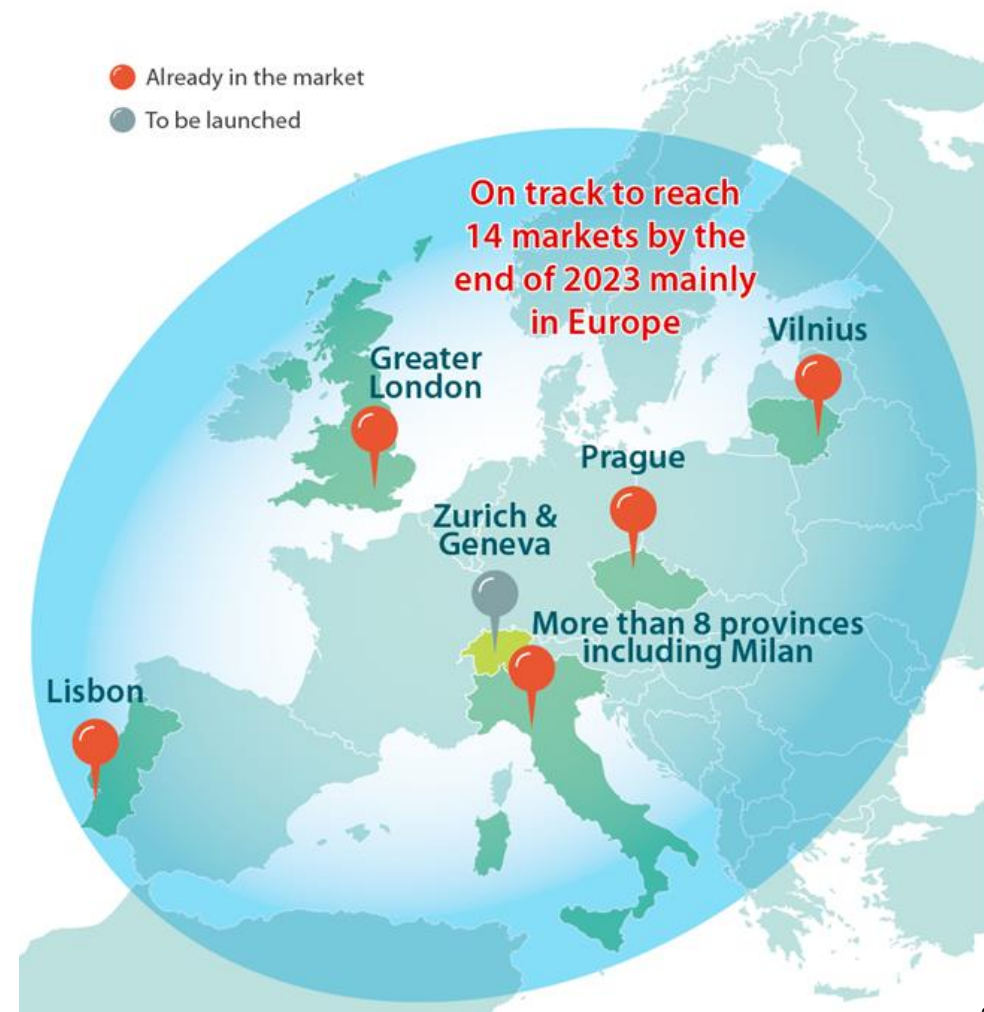 Already in the market
To be launched
On track to reach
14 markets by the
end of 2023 mainly
in Europe
Vilnius
Greater
London
Prague
Zurich &
Geneva
More than 8 provinces
including Milan
Lisbon